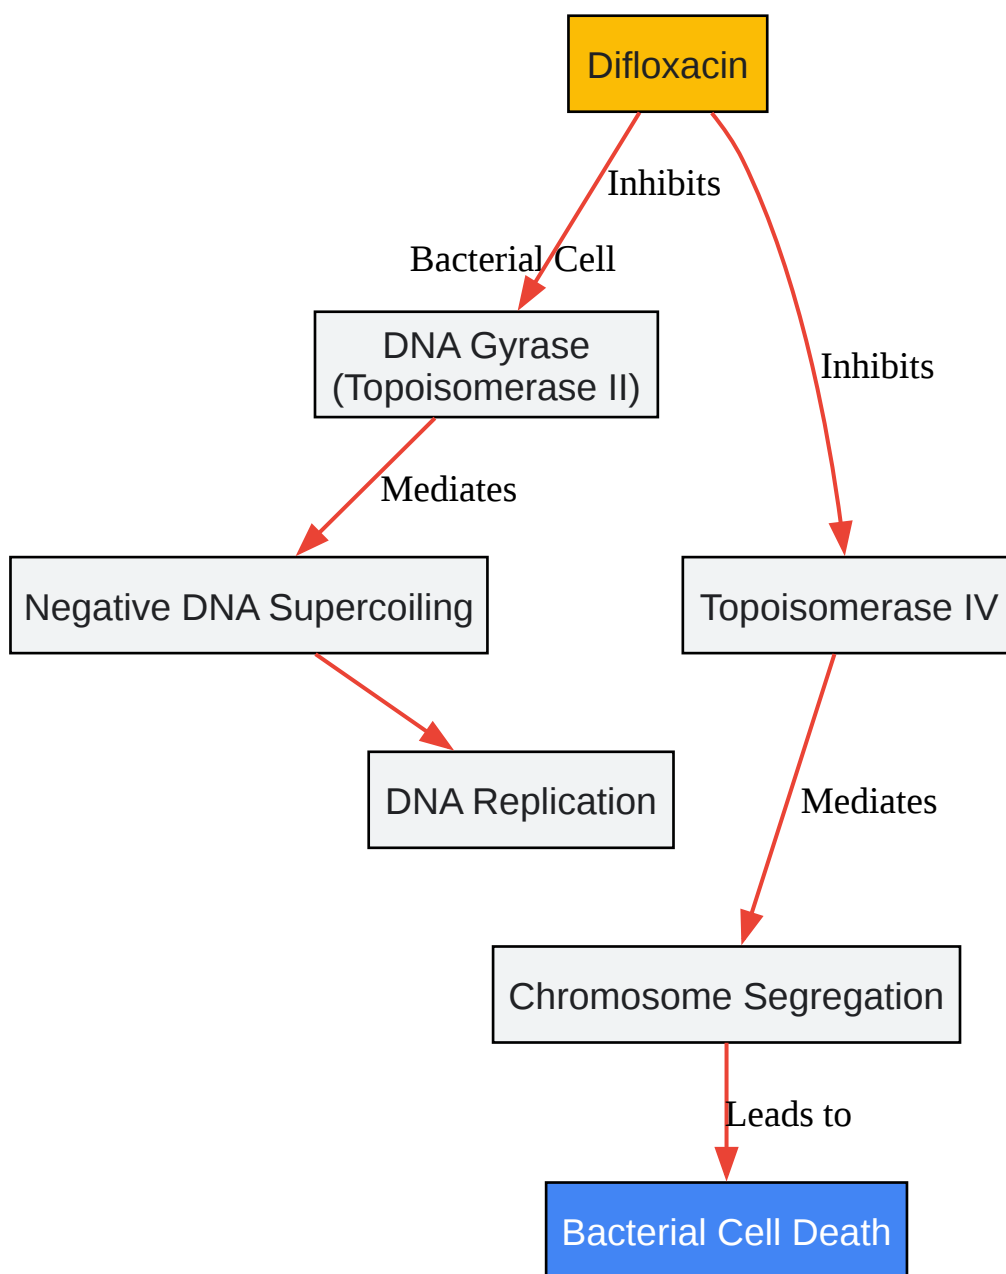 Difloxacin
Inhibits
Bacterial Cell
DNA Gyrase
(Topoisomerase II)
Inhibits
Mediates
Negative DNA Supercoiling
Topoisomerase IV
DNA Replication
Mediates
Chromosome Segregation
Leads to
Bacterial Cell Death